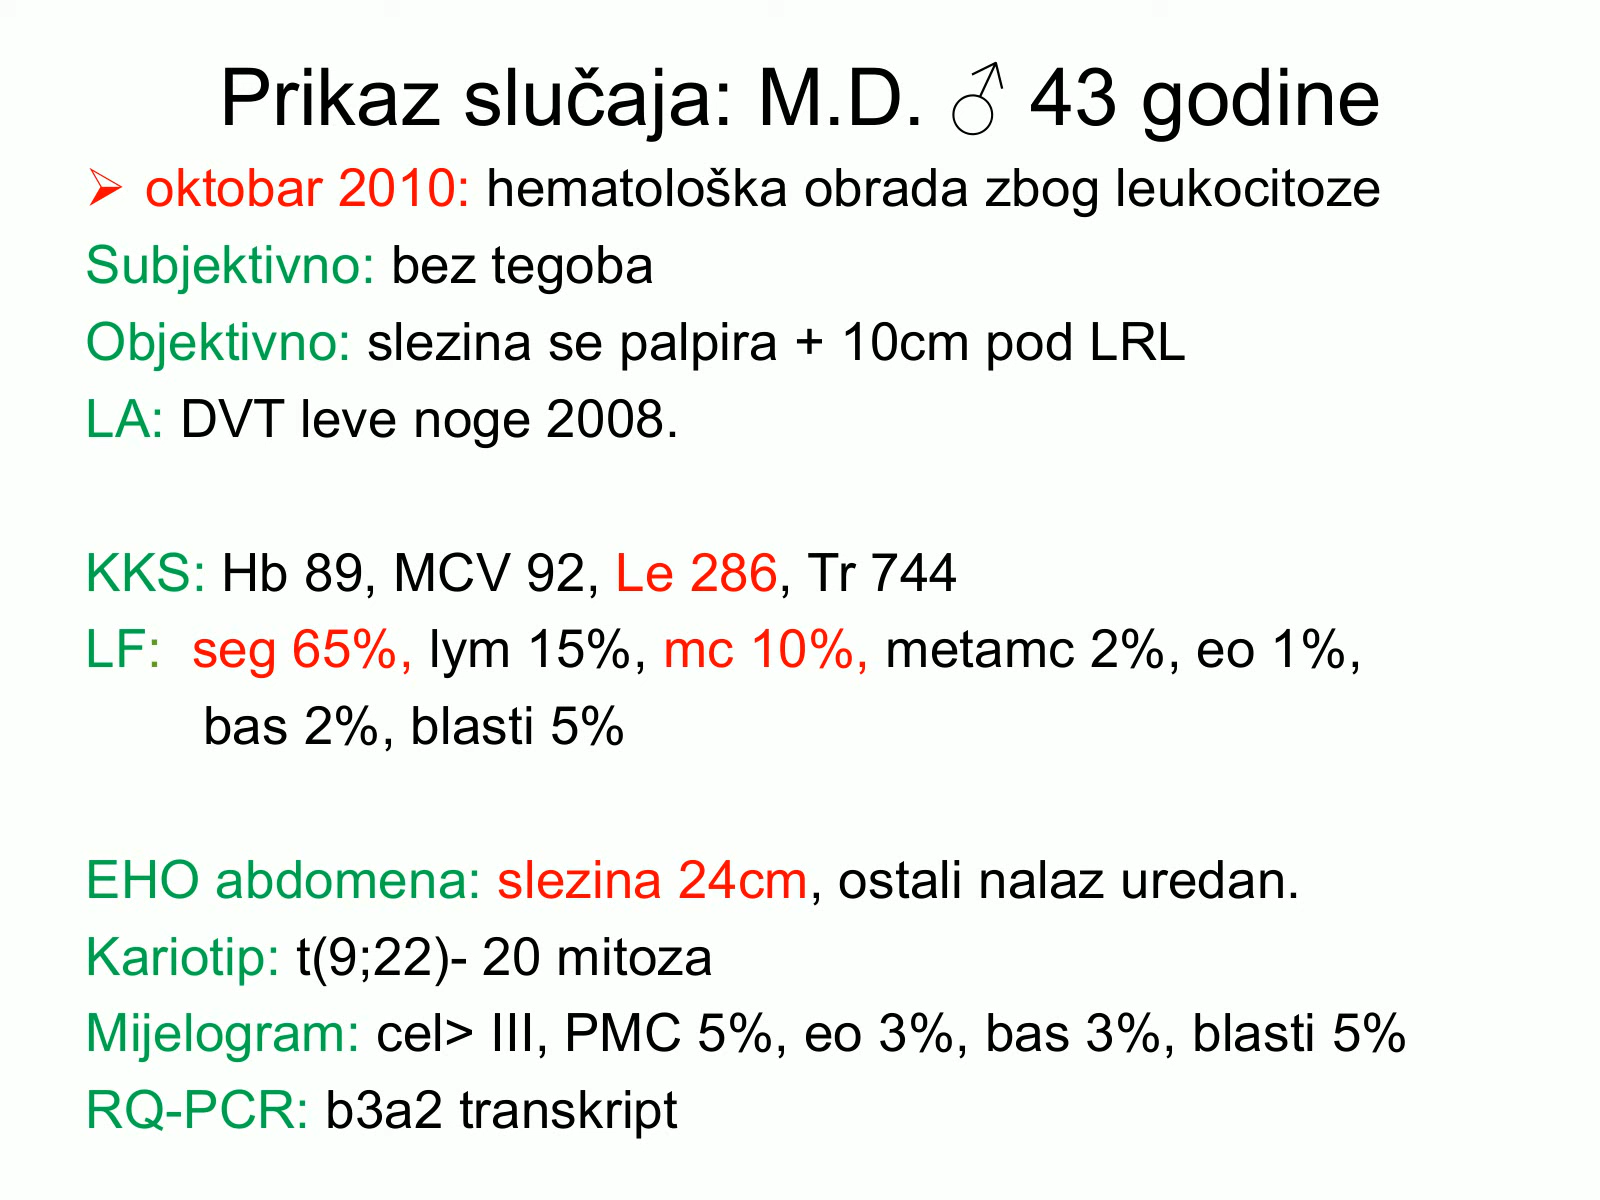 Prikaz slučaja: M.D. ♂ 43 godine
➢ oktobar 2010: hematološka obrada zbog leukocitoze
Subjektivno: bez tegoba
Objektivno: slezina se palpira + 10cm pod LRL
LA: DVT leve noge 2008.
KKS: Hb 89, MCV 92, Le 286, Tr 744
LF: seg 65%, lym 15%, mc 10%, metamc 2%, eo 1%,
bas 2%, blasti 5%
EHO abdomena: slezina 24cm, ostali nalaz uredan.
Kariotip: t(9;22)- 20 mitoza
Mijelogram: cel> III, PMC 5%, eo 3%, bas 3%, blasti 5%
RQ-PCR: b3a2 transkript